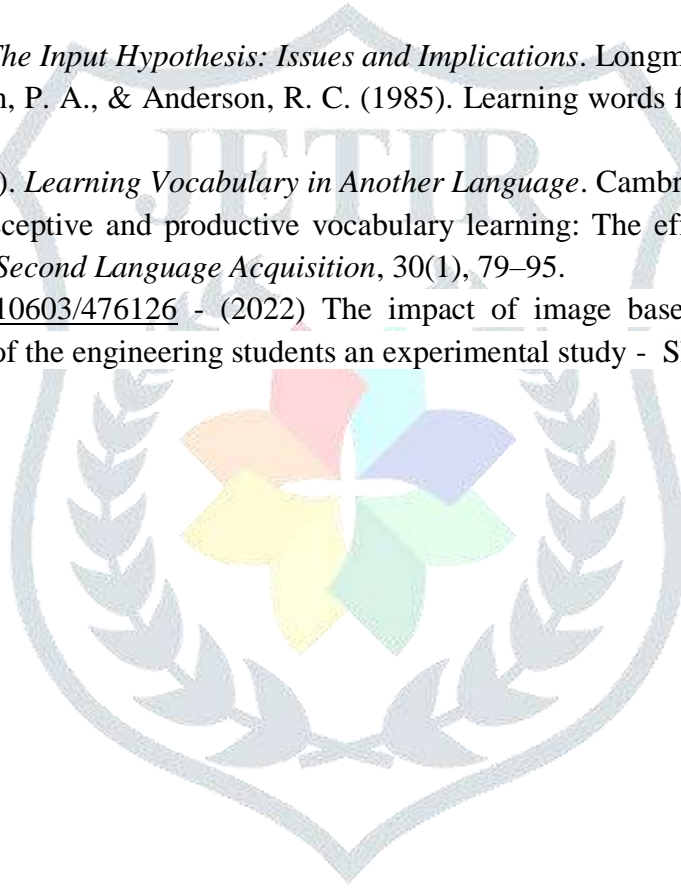 The Input Hypothesis: Issues and Implications. Longm
n, P. A., & Anderson, R. C. (1985). Learning words f
JETIR
). Learning Vocabulary in Another Language. Cambr
ceptive and productive vocabulary learning: The eff
Second Language Acquisition, 30(1), 79–95.
10603/476126 - (2022) The impact of image base
of the engineering students an experimental study - S